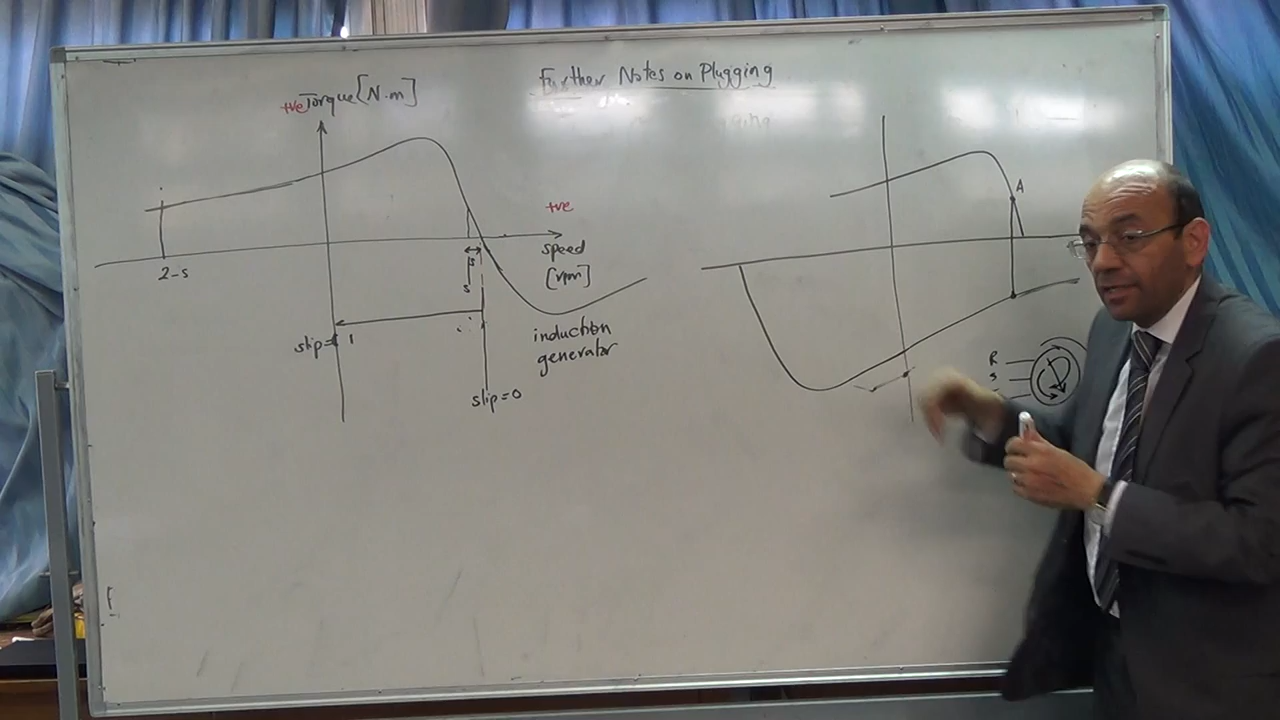 Further Notes on Plugging
+ve Torque [N.m]
A
+ve
speed
[rpm]
2-s
s
slip=1
induction
generator
slip=0
R
S